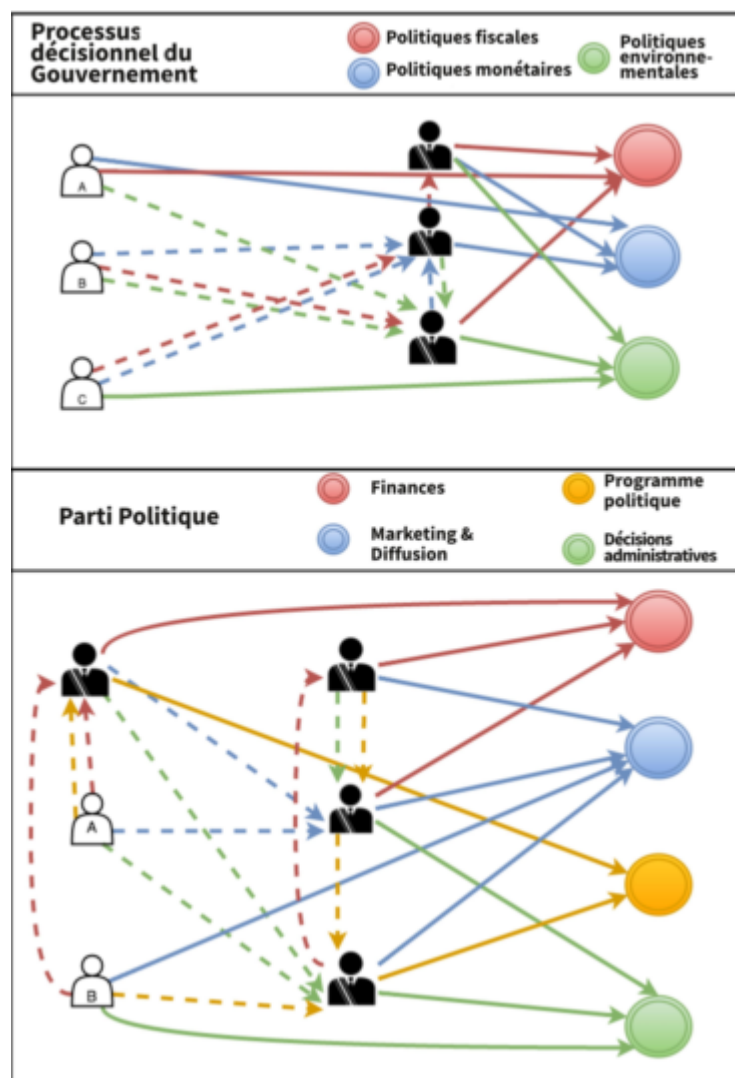 Processus
décisionnel du
Gouvernement
Politiques fiscales
Politiques monétaires
Politiques
environne-
mentales
A
B
C
Parti Politique
Finances
Marketing &
Diffusion
Programme
politique
Décisions
administratives
A
B